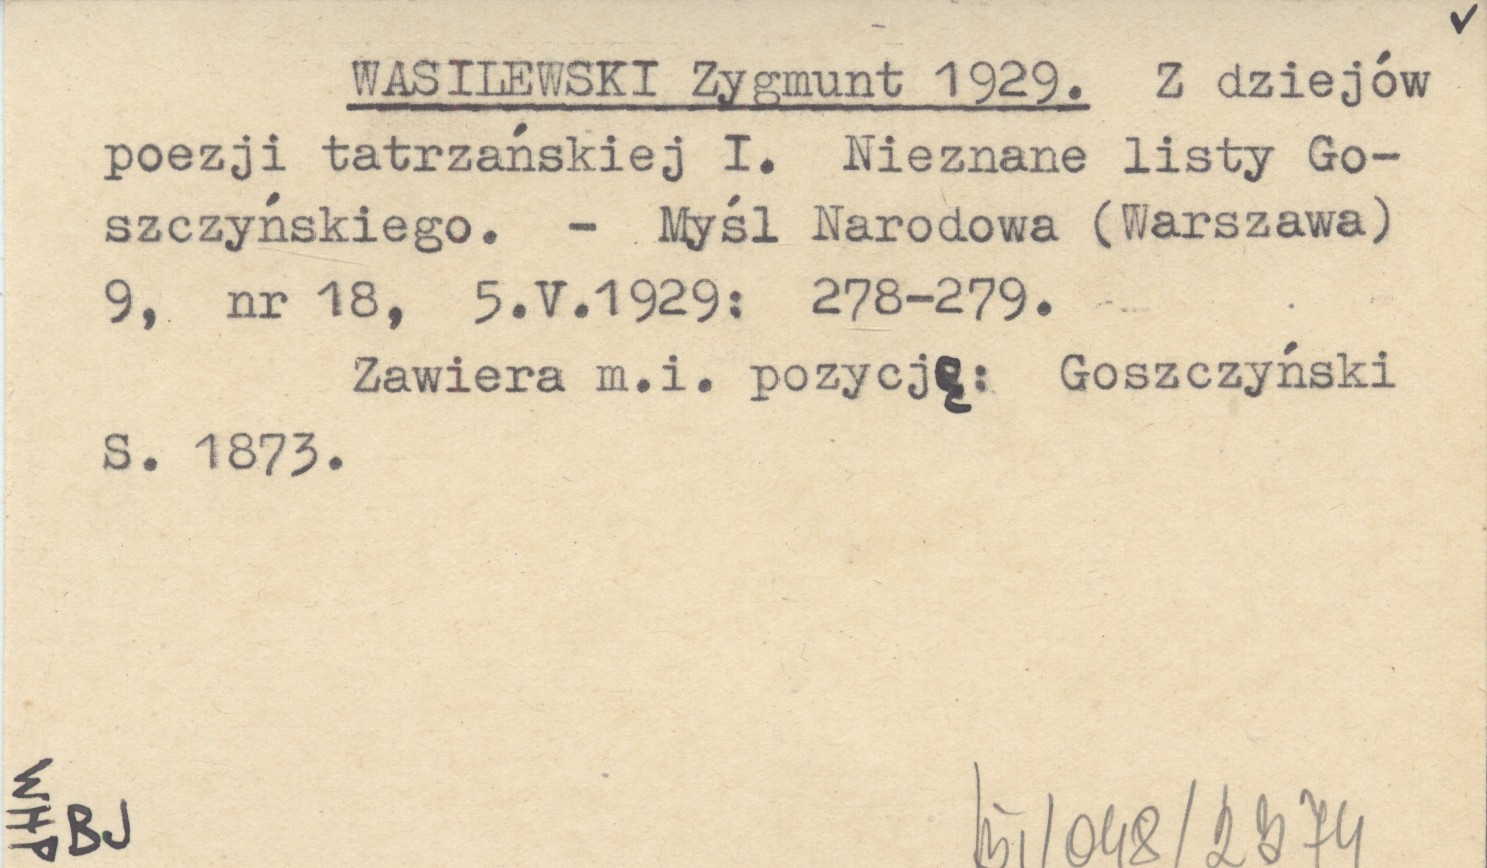 WASILEWSKI Zygmunt 1929. Z dziejów
poezji tatrzańskiej I. Nieznane listy Go-
szczyńskiego. - Myśl Narodowa (Warszawa)
9, nr 18, 5.V.1929: 278-279.
Zawiera m.i. pozycję: Goszczyński
S. 1873.
WHP
BJ